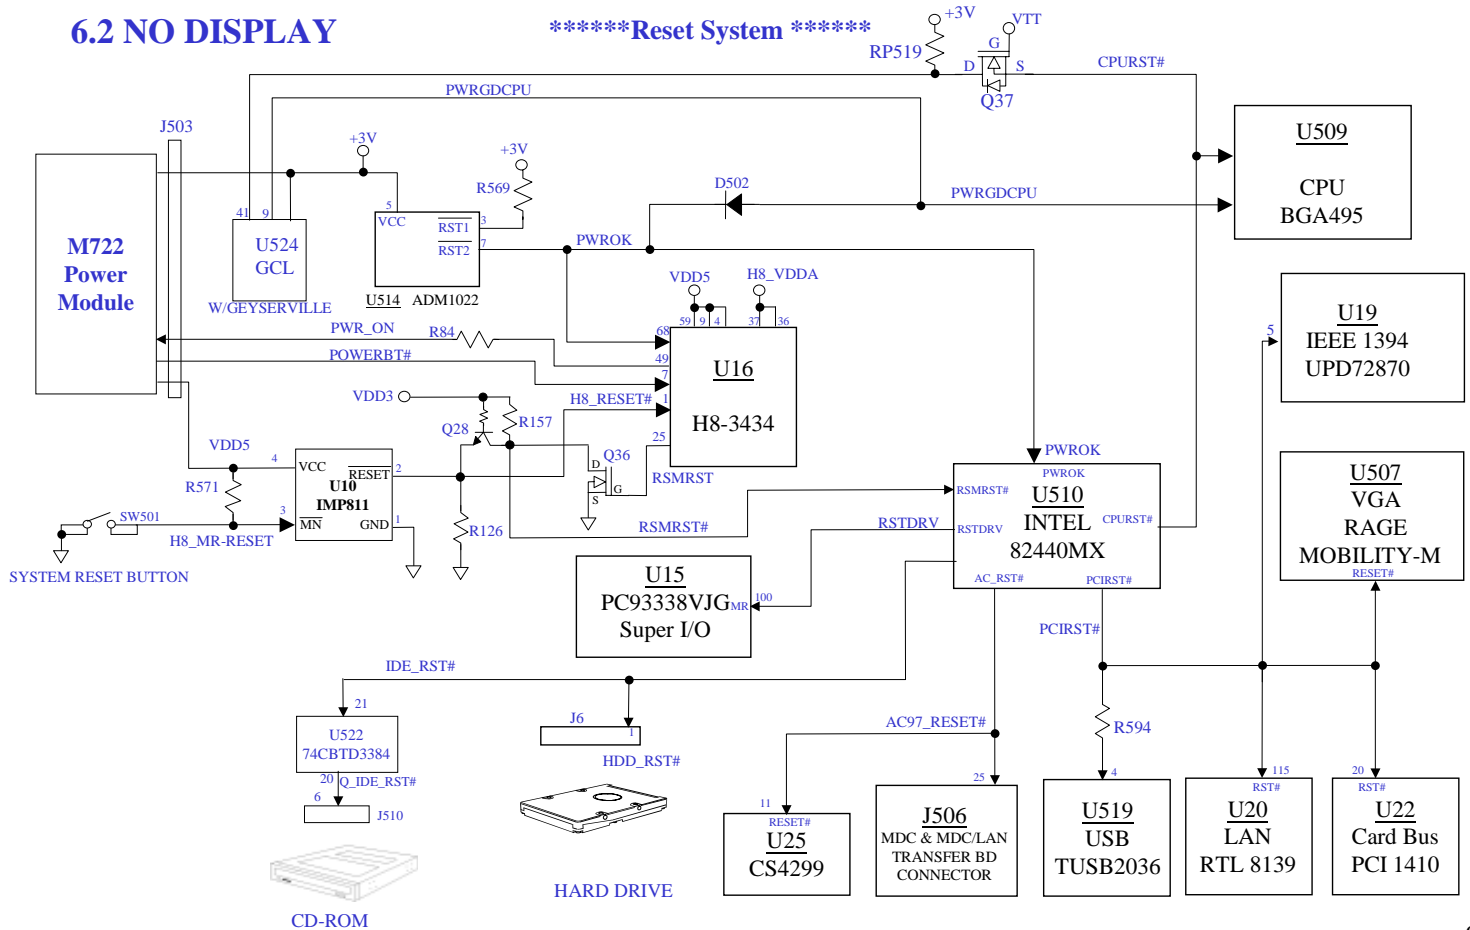 6.2 NO DISPLAY
******Reset System ******
+3V
VTT
RP519
G
D
S
Q37
CPURST#
PWRGDCPU
J503
+3V
+3V
R569
D502
PWRGDCPU
U509
CPU
BGA495
M722
Power
Module
41
9
U524
GCL
W/GEYSERVILLE
5
VCC
RST1
3
RST2
7
U514 ADM1022
PWROK
VDD5
H8_VDDA
59
9
4
37
36
68
49
7
1
25
U16
H8-3434
PWR_ON
R84
POWERBT#
H8_RESET#
VDD3
R157
Q28
Q36
D
G
S
RSMRST
VDD5
4
R571
VCC
RESET
2
U10
IMP811
3
MN
GND
1
SW501
H8_MR-RESET
SYSTEM RESET BUTTON
R126
RSMRST#
RSTDRV
PWROK
PWROK
U510
INTEL
82440MX
RSMRST#
RSTDRV
CPURST#
AC_RST#
PCIRST#
5
U19
IEEE 1394
UPD72870
U507
VGA
RAGE
MOBILITY-M
RESET#
U15
PC93338VJG
MR
100
Super I/O
PCIRST#
IDE_RST#
21
U522
74CBTD3384
20
Q_IDE_RST#
6
J510
CD-ROM
J6
1
HDD_RST#
HARD DRIVE
AC97_RESET#
R594
11
RESET#
U25
CS4299
25
J506
MDC & MDC/LAN
TRANSFER BD
CONNECTOR
4
U519
USB
TUSB2036
115
RST#
U20
LAN
RTL 8139
20
RST#
U22
Card Bus
PCI 1410